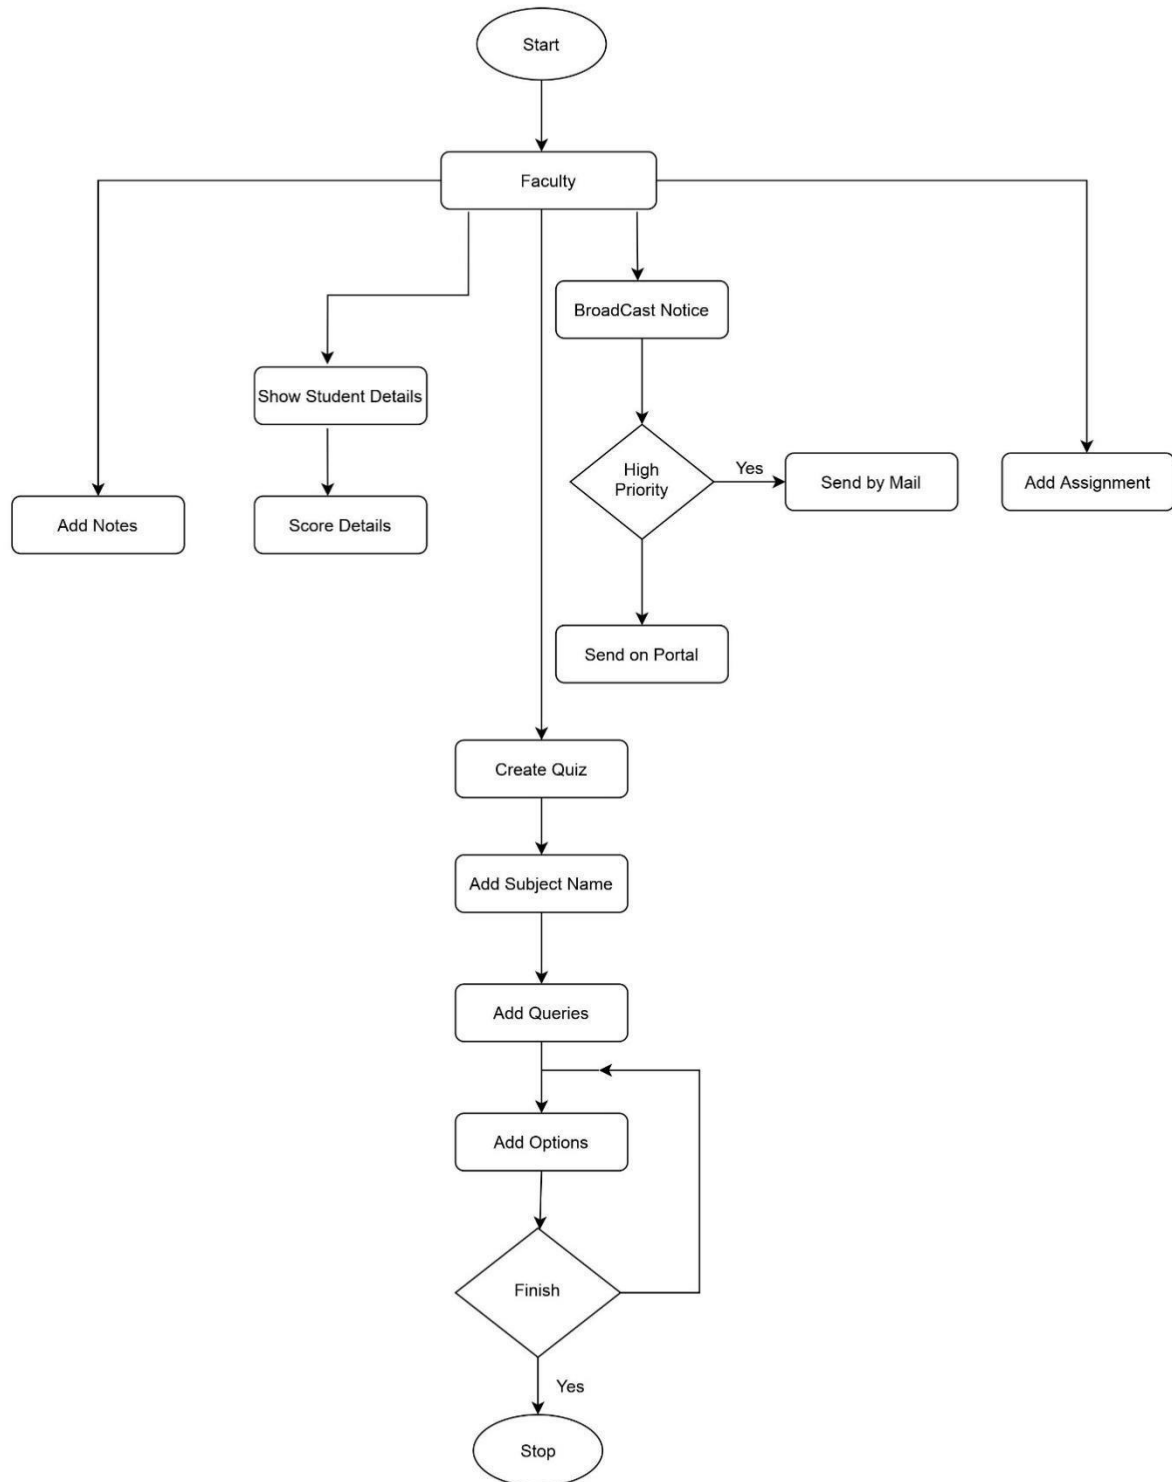 Start
Faculty
BroadCast Notice
Show Student Details
High
Priority
Yes
Send by Mail
Add Assignment
Add Notes
Score Details
Send on Portal
Create Quiz
Add Subject Name
Add Queries
Add Options
Finish
Yes
Stop